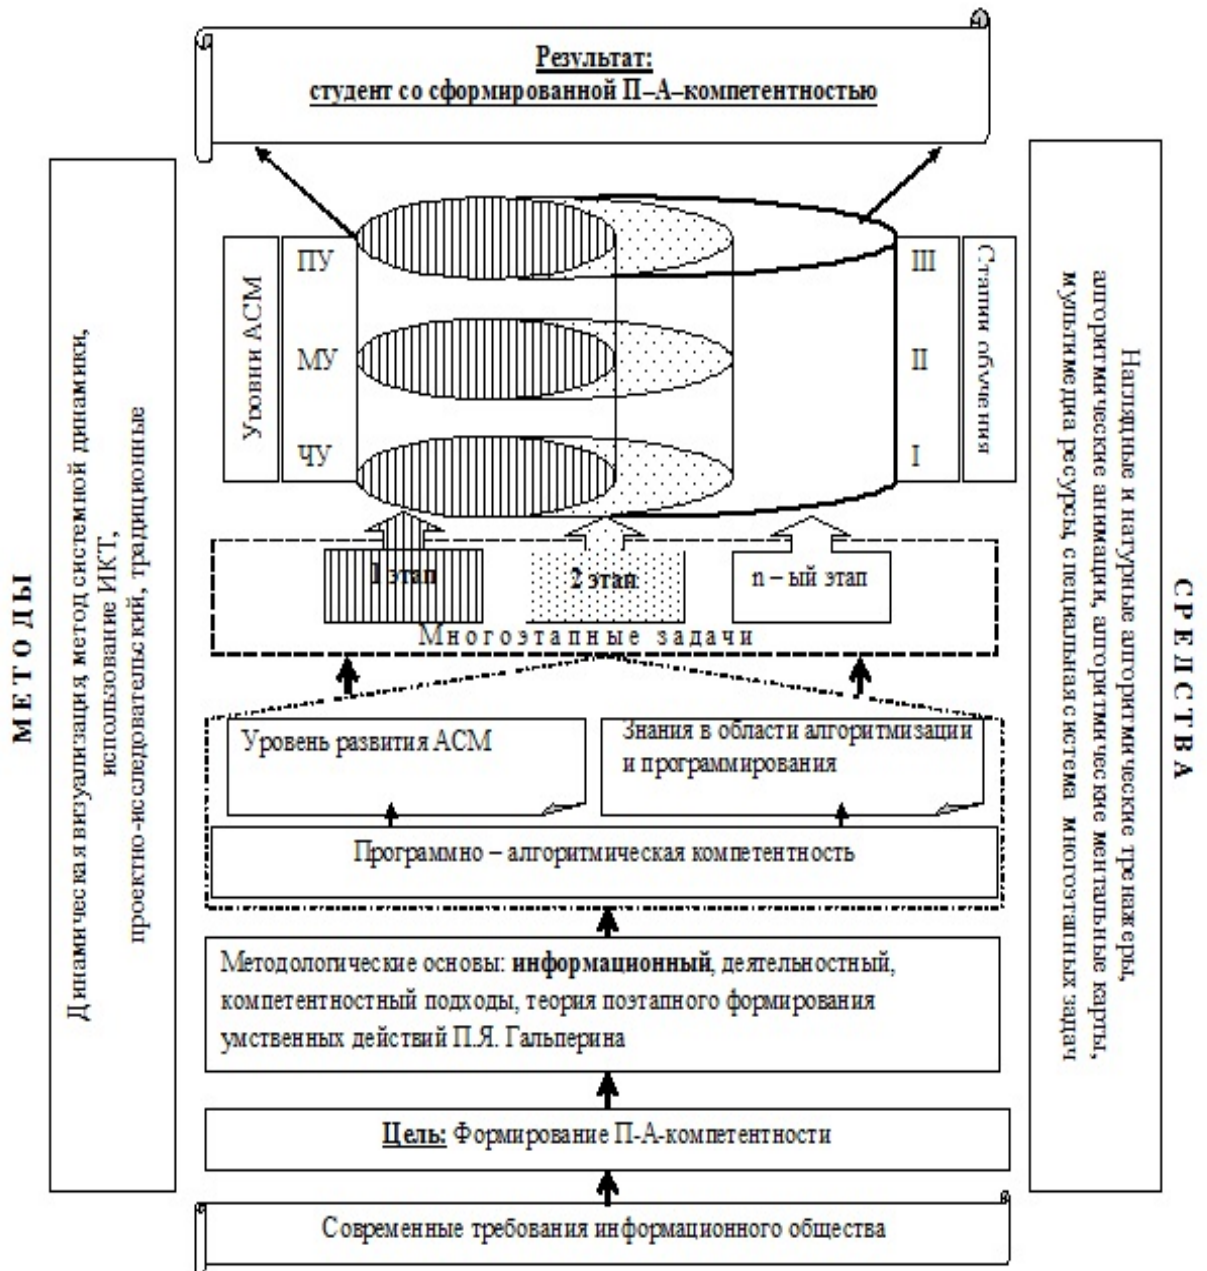 Результат:
студент со сформированной П–А–компетентностью
МЕТОДЫ
Динамическая визуализация, метод системной динамики,
использование ИКТ,
проектно-исследовательский, традиционные
Уровни АСМ
ПУ
МУ
ЧУ
III
II
I
Стадии обучения
1 этап
2 этап
n – ый этап
Многоэтапные задачи
Уровень развития АСМ
Знания в области алгоритмизации
и программирования
Программно – алгоритмическая компетентность
Методологические основы: информационный, деятельностный,
компетентностный подходы, теория поэтапного формирования
умственных действий П.Я. Гальперина
Цель: Формирование П-А-компетентности
Современные требования информационного общества
Наглядные и натурные алгоритмические тренажеры,
алгоритмические анимации, алгоритмические ментальные карты,
мультимедиа ресурсы, специальная система многоэтапных задач
СРЕДСТВА